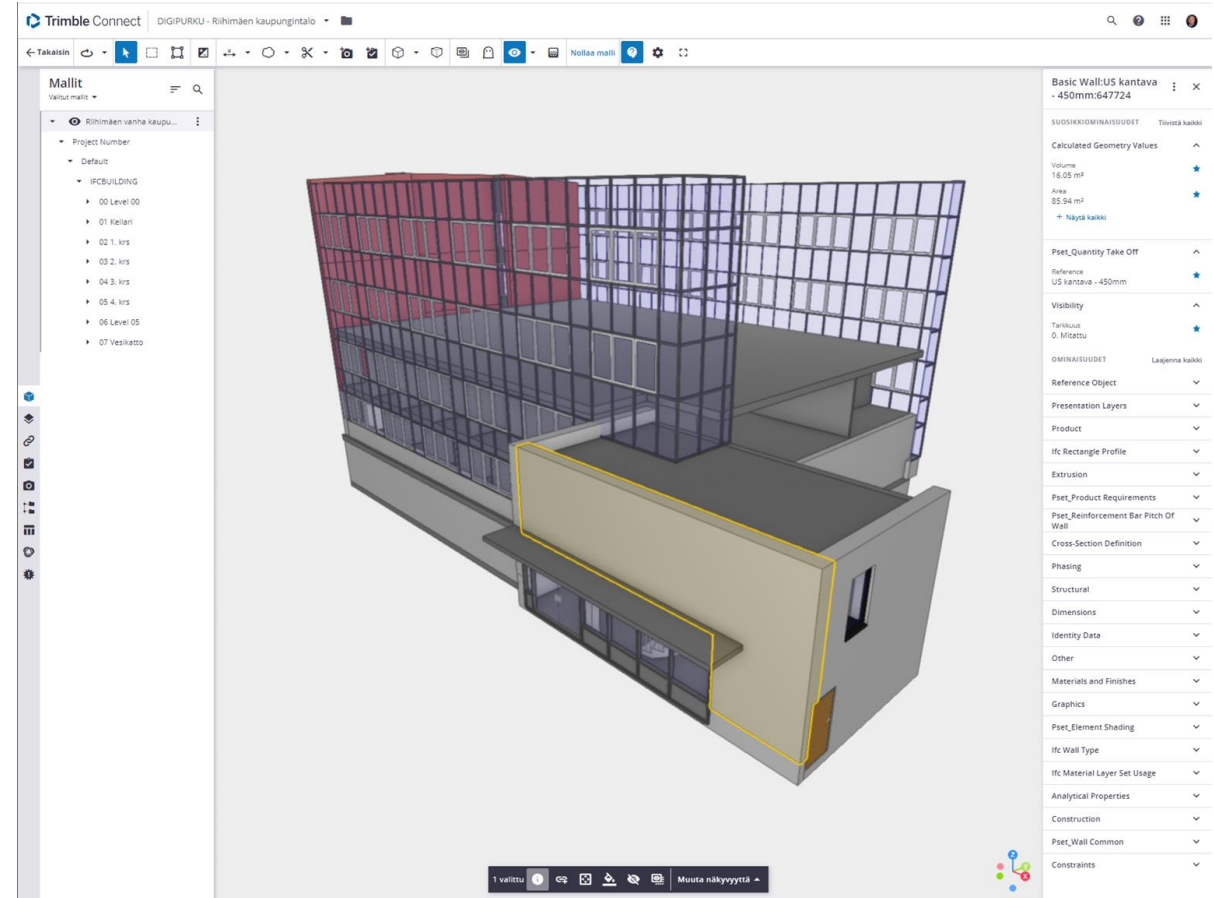 Trimble Connect
DIGIPURKU - Riihimäen kaupungintalo
Takaisin
Nollaa malli
Mallit
Valitut mallit
Riihimäen vanha kaupu...
Project Number
Default
IFCBUILDING
00 Level 00
01 Kellari
02 1. krs
03 2. krs
04 3. krs
05 4. krs
06 Level 05
07 Vesikatto
Basic Wall:US kantava
- 450mm:647724
SUOSIKKIOMINAISUUDET Tiivistä kaikki
Calculated Geometry Values
Volume
16.05 m³
Area
85.94 m²
+ Näytä kaikki
Pset_Quantity Take Off
Reference
US kantava - 450mm
Visibility
Tarkkuus
0. Mitattu
OMINAISUUDET Laajenna kaikki
Reference Object
Presentation Layers
Product
Ifc Rectangle Profile
Extrusion
Pset_Product Requirements
Pset_Reinforcement Bar Pitch Of
Wall
Cross-Section Definition
Phasing
Structural
Dimensions
Identity Data
Other
Materials and Finishes
Graphics
Pset_Element Shading
Ifc Wall Type
Ifc Material Layer Set Usage
Analytical Properties
Construction
Pset_Wall Common
Constraints
1 valittu
Muuta näkyvyyttä
Z
Y
X